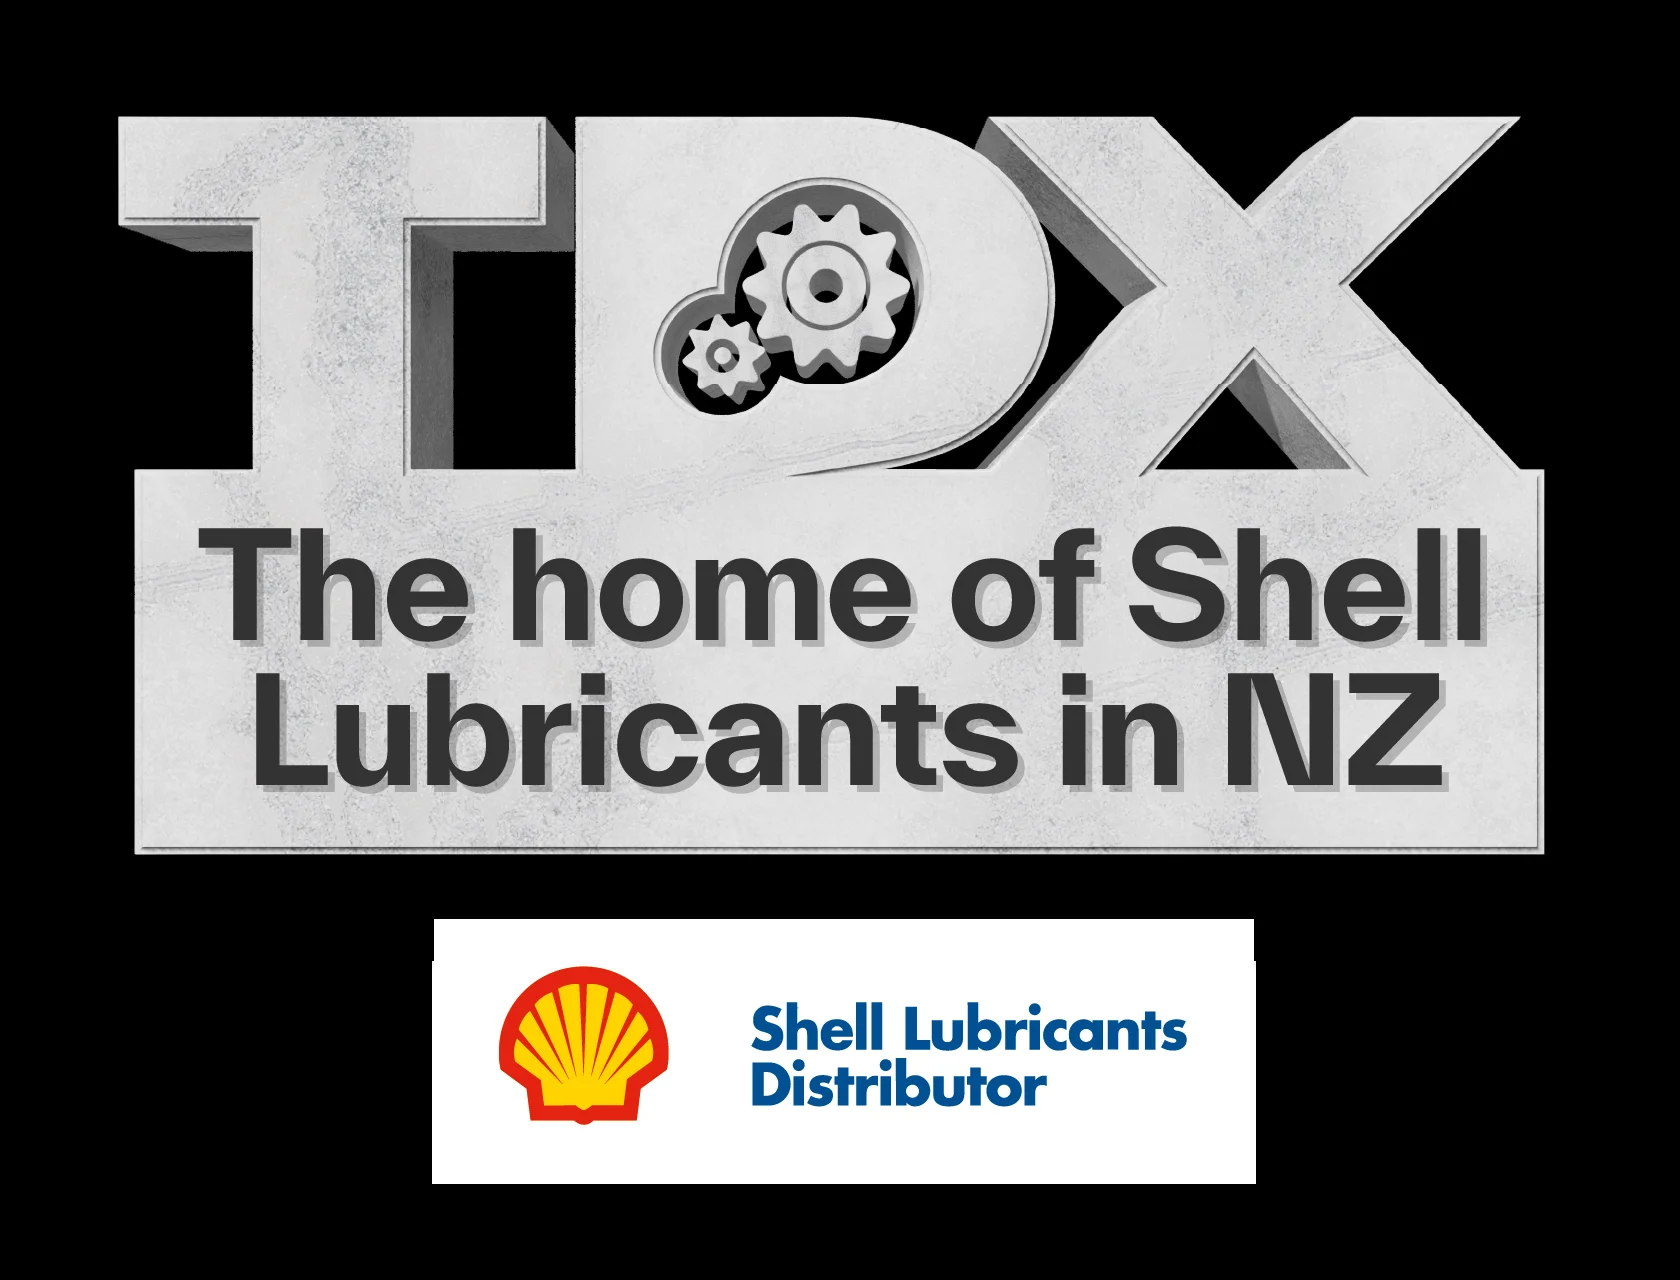 TDX
The home of Shell
Lubricants in NZ
Shell Lubricants
Distributor